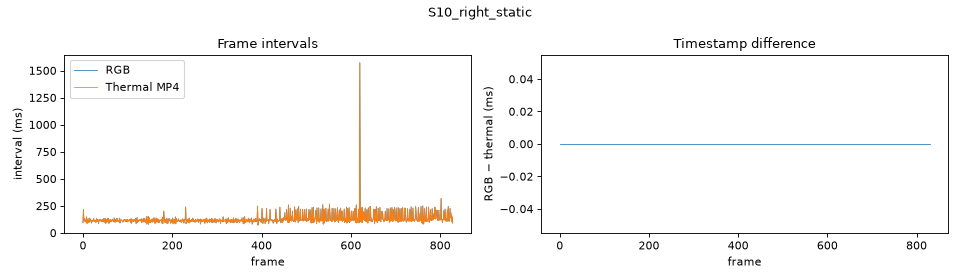 S10_right_static
Frame intervals
RGB
Thermal MP4
interval (ms)
1500
1250
1000
750
500
250
0
0 200 400 600 800
frame
Timestamp difference
RGB − thermal (ms)
0.04
0.02
0.00
−0.02
−0.04
0 200 400 600 800
frame